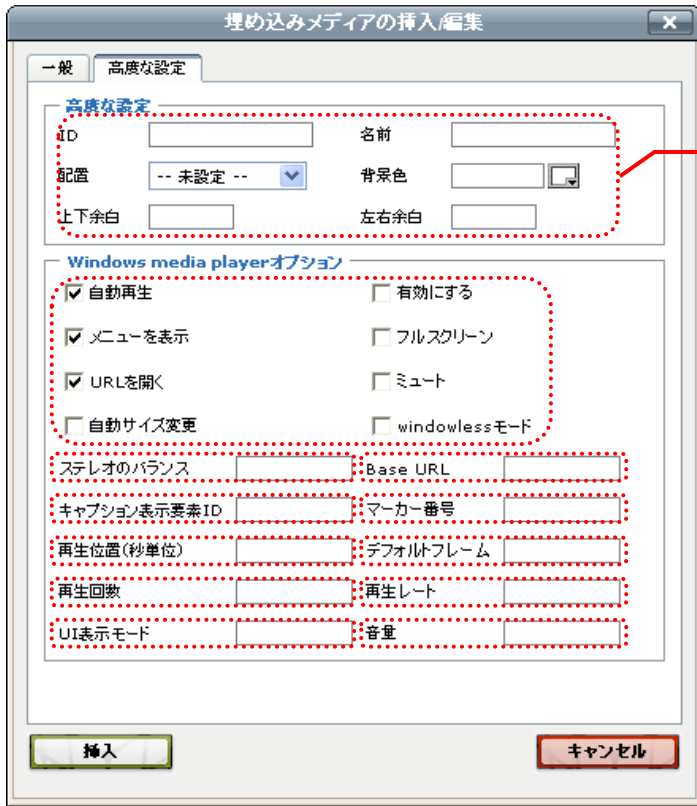 埋め込みメディアの挿入/編集
一般 高度な設定
高度な設定
ID 名前
配置 -- 未設定 -- 背景色
上下余白 左右余白
Windows media playerオプション
自動再生 有効にする
メニューを表示 フルスクリーン
URLを開く ミュート
自動サイズ変更 windowlessモード
ステレオのバランス Base URL
キャプション表示要素ID マーカー番号
再生位置(秒単位) デフォルトフレーム
再生回数 再生レート
UI表示モード 音量
挿入 キャンセル